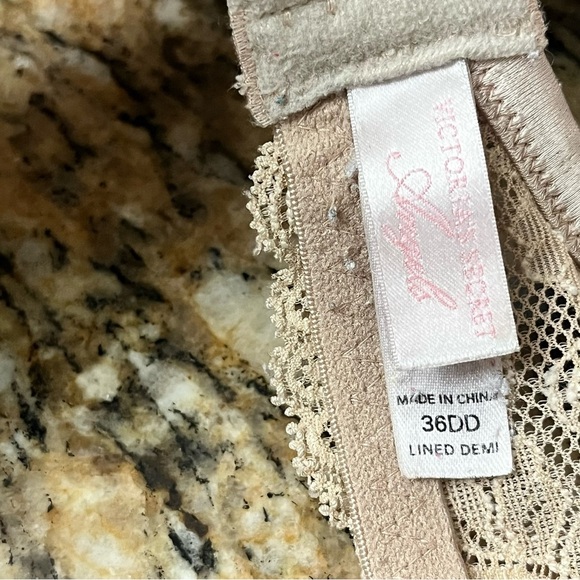 VICTORIA'S SECRET
Angels
MADE IN CHINA
36DD
LINED DEMI